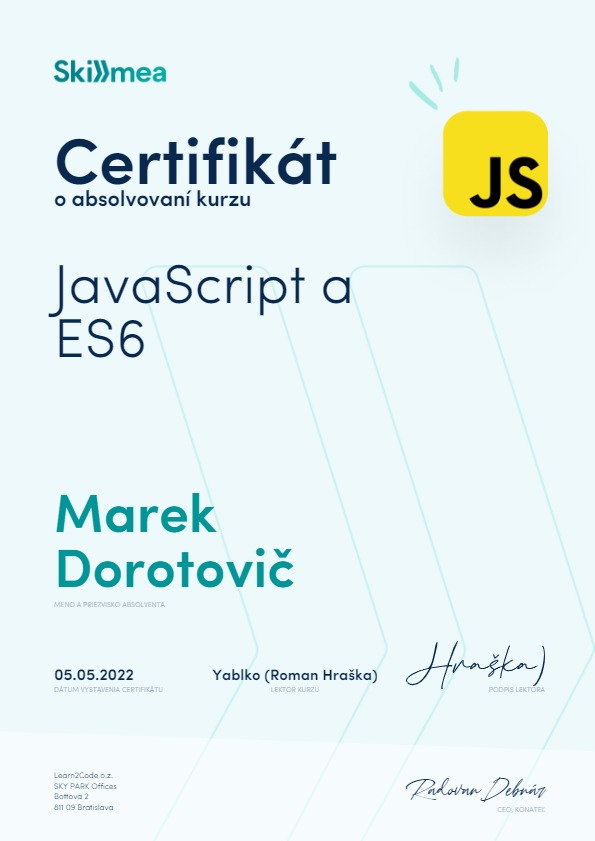 Skillmea
Certifikát
o absolvovaní kurzu
JS
JavaScript a
ES6
Marek
Dorotovič
MENO A PRIEZVISKO ABSOLVENTA
05.05.2022
DÁTUM VYSTAVENIA CERTIFIKÁTU
Yablko (Roman Hraška)
LEKTOR KURZU
Hraška)
PODPIS LEKTORA
Learn2Code o.z.
SKY PARK Offices
Bottova 2
811 09 Bratislava
Radovan Debnár
CEO, KONATEĽ